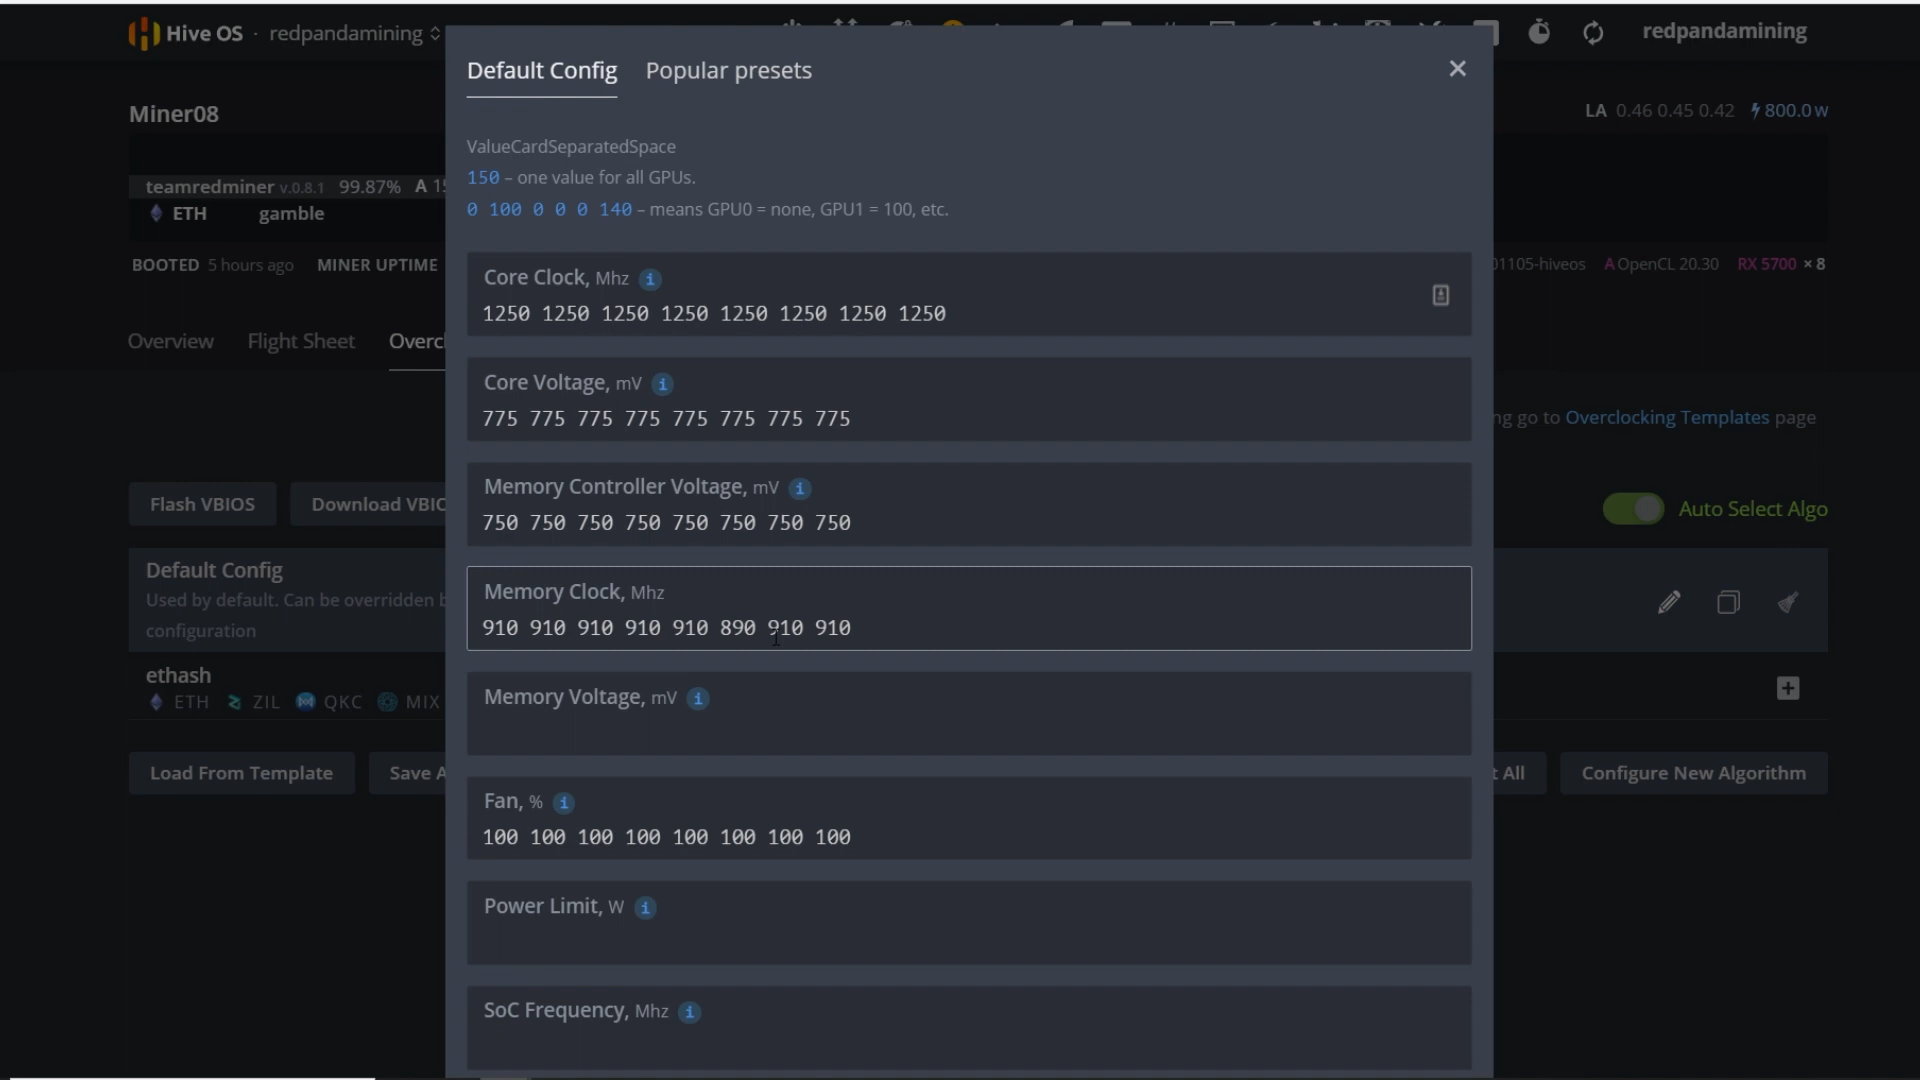 Hive OS · redpandamining
redpandamining
Default Config Popular presets
Miner08
LA 0.46 0.45 0.42 800.0 W
ValueCardSeparatedSpace
150 – one value for all GPUs.
0 100 0 0 0 140 – means GPU0 = none, GPU1 = 100, etc.
teamredminer v.0.8.1 99.87% A
ETH gamble
BOOTED 5 hours ago MINER UPTIME
01105-hiveos A OpenCL 20.30 RX 5700 × 8
Core Clock, Mhz
1250 1250 1250 1250 1250 1250 1250 1250
Overview Flight Sheet Overcl
Core Voltage, mV
775 775 775 775 775 775 775 775
ng go to Overclocking Templates page
Memory Controller Voltage, mV
750 750 750 750 750 750 750 750
Flash VBIOS Download VBIO
Auto Select Algo
Default Config
Used by default. Can be overridden b
configuration
Memory Clock, Mhz
910 910 910 910 910 890 910 910
ethash
ETH ZIL QKC MIX
Memory Voltage, mV
Load From Template Save A
t All Configure New Algorithm
Fan, %
100 100 100 100 100 100 100 100
Power Limit, W
SoC Frequency, Mhz